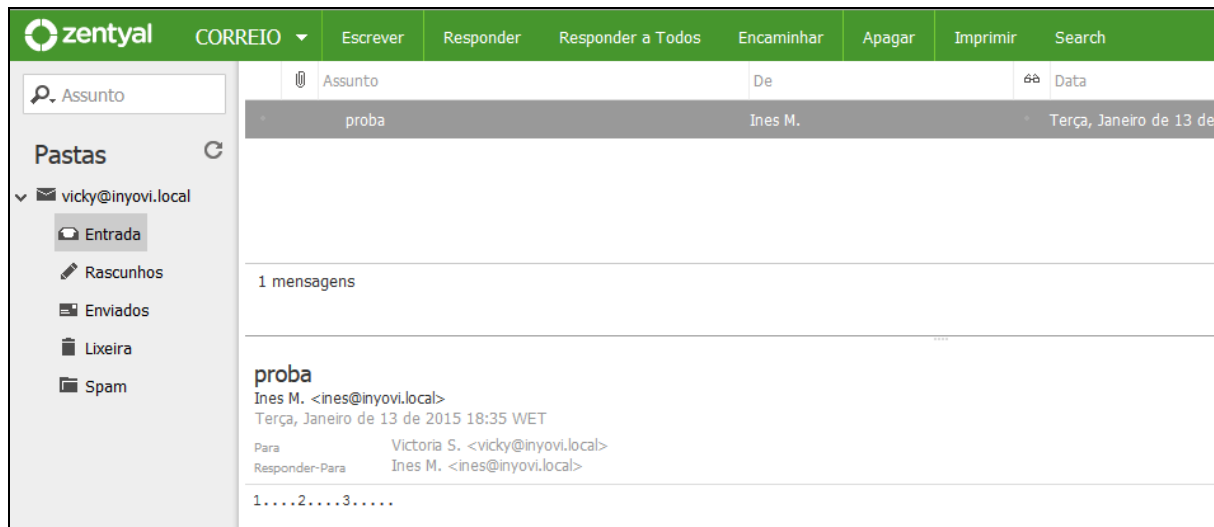 zentyal CORREIO Escrever Responder Responder a Todos Encaminhar Apagar Imprimir Search
Assunto
Assunto De Data
proba Ines M. Terça, Janeiro de 13 de
Pastas
vicky@inyovi.local
Entrada
Rascunhos
Enviados
Lixeira
Spam
1 mensagens
proba
Ines M. <ines@inyovi.local>
Terça, Janeiro de 13 de 2015 18:35 WET
Para Victoria S. <vicky@inyovi.local>
Responder-Para Ines M. <ines@inyovi.local>
1....2....3.....